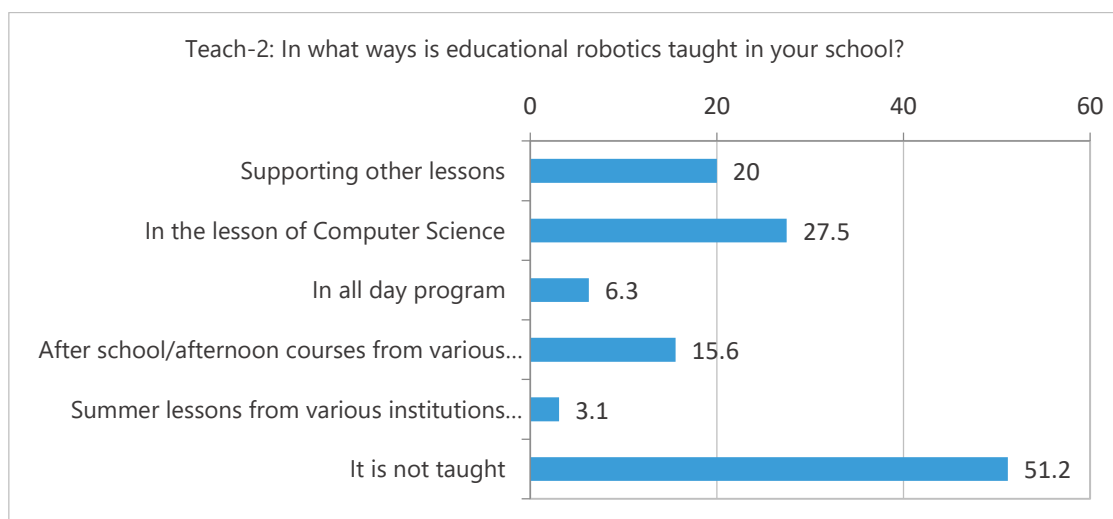 Teach-2: In what ways is educational robotics taught in your school?
0 20 40 60
Supporting other lessons 20
In the lesson of Computer Science 27.5
In all day program 6.3
After school/afternoon courses from various... 15.6
Summer lessons from various institutions... 3.1
It is not taught 51.2